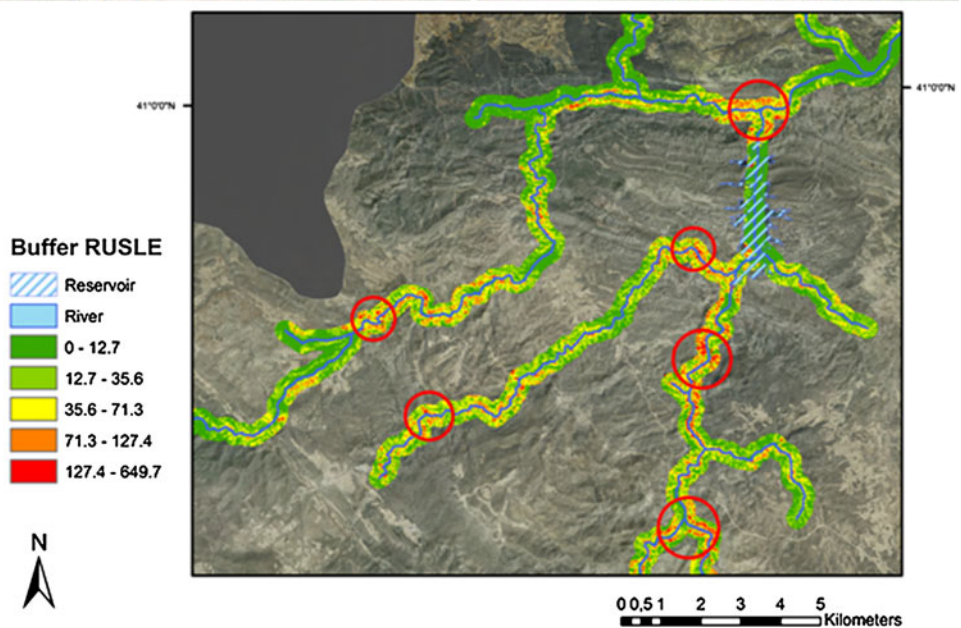 41°0'0"N
41°0'0"N
Buffer RUSLE
Reservoir
River
0 - 12.7
12.7 - 35.6
35.6 - 71.3
71.3 - 127.4
127.4 - 649.7
N
0 0,5 1 2 3 4 5
Kilometers